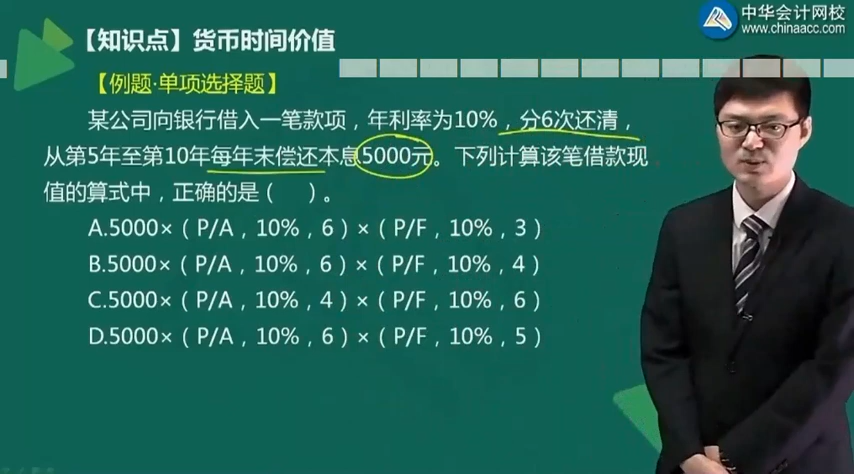 中华会计网校
www.chinaacc.com
【知识点】货币时间价值
【例题·单项选择题】
某公司向银行借入一笔款项，年利率为10%，分6次还清，
从第5年至第10年每年末偿还本息5000元。下列计算该笔借款现
值的算式中，正确的是（ ）。
A.5000×（P/A，10%，6）×（P/F，10%，3）
B.5000×（P/A，10%，6）×（P/F，10%，4）
C.5000×（P/A，10%，4）×（P/F，10%，6）
D.5000×（P/A，10%，6）×（P/F，10%，5）